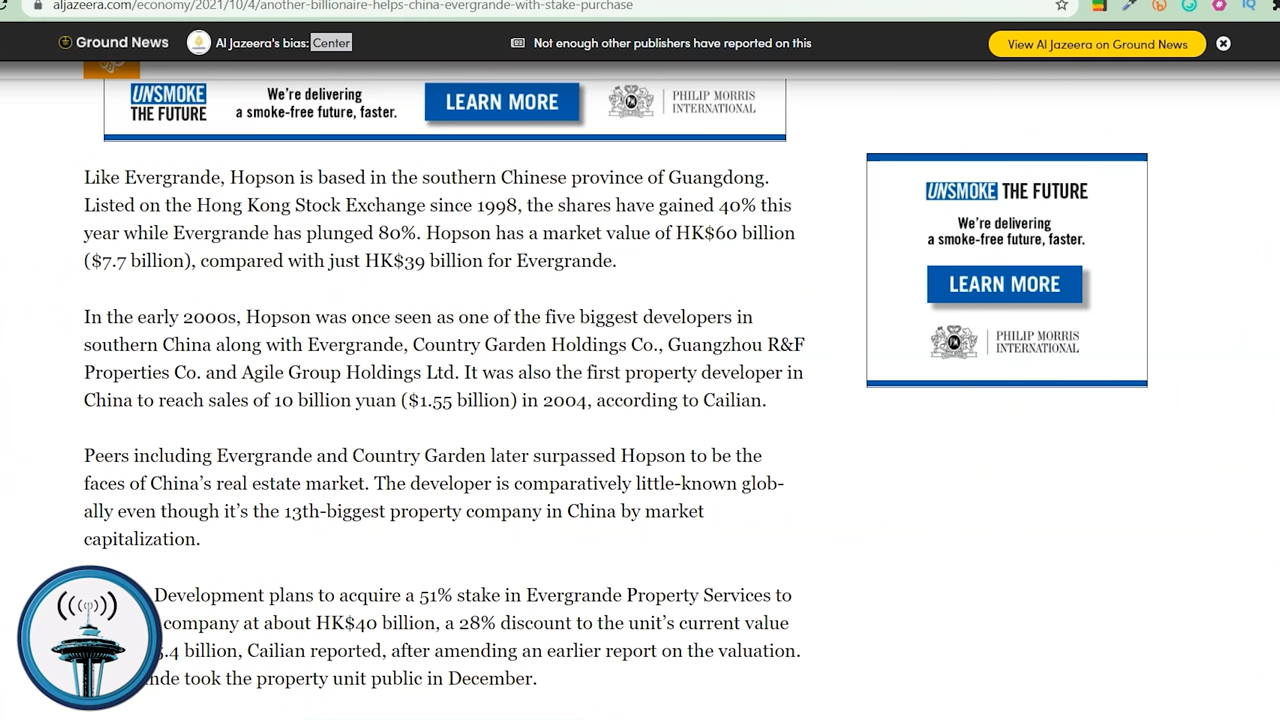 aljazeera.com/economy/2021/10/4/another-billionaire-helps-china-evergrande-with-stake-purchase
Ground News
Al Jazeera's bias: Center
Not enough other publishers have reported on this
View Al Jazeera on Ground News
UNSMOKE
THE FUTURE
We're delivering
a smoke-free future, faster.
LEARN MORE
PHILIP MORRIS
INTERNATIONAL
Like Evergrande, Hopson is based in the southern Chinese province of Guangdong.
Listed on the Hong Kong Stock Exchange since 1998, the shares have gained 40% this
year while Evergrande has plunged 80%. Hopson has a market value of HK$60 billion
($7.7 billion), compared with just HK$39 billion for Evergrande.
In the early 2000s, Hopson was once seen as one of the five biggest developers in
southern China along with Evergrande, Country Garden Holdings Co., Guangzhou R&F
Properties Co. and Agile Group Holdings Ltd. It was also the first property developer in
China to reach sales of 10 billion yuan ($1.55 billion) in 2004, according to Cailian.
Peers including Evergrande and Country Garden later surpassed Hopson to be the
faces of China's real estate market. The developer is comparatively little-known glob-
ally even though it's the 13th-biggest property company in China by market
capitalization.
Development plans to acquire a 51% stake in Evergrande Property Services to
company at about HK$40 billion, a 28% discount to the unit's current value
.4 billion, Cailian reported, after amending an earlier report on the valuation.
nde took the property unit public in December.
UNSMOKE THE FUTURE
We're delivering
a smoke-free future, faster.
LEARN MORE
PHILIP MORRIS
INTERNATIONAL